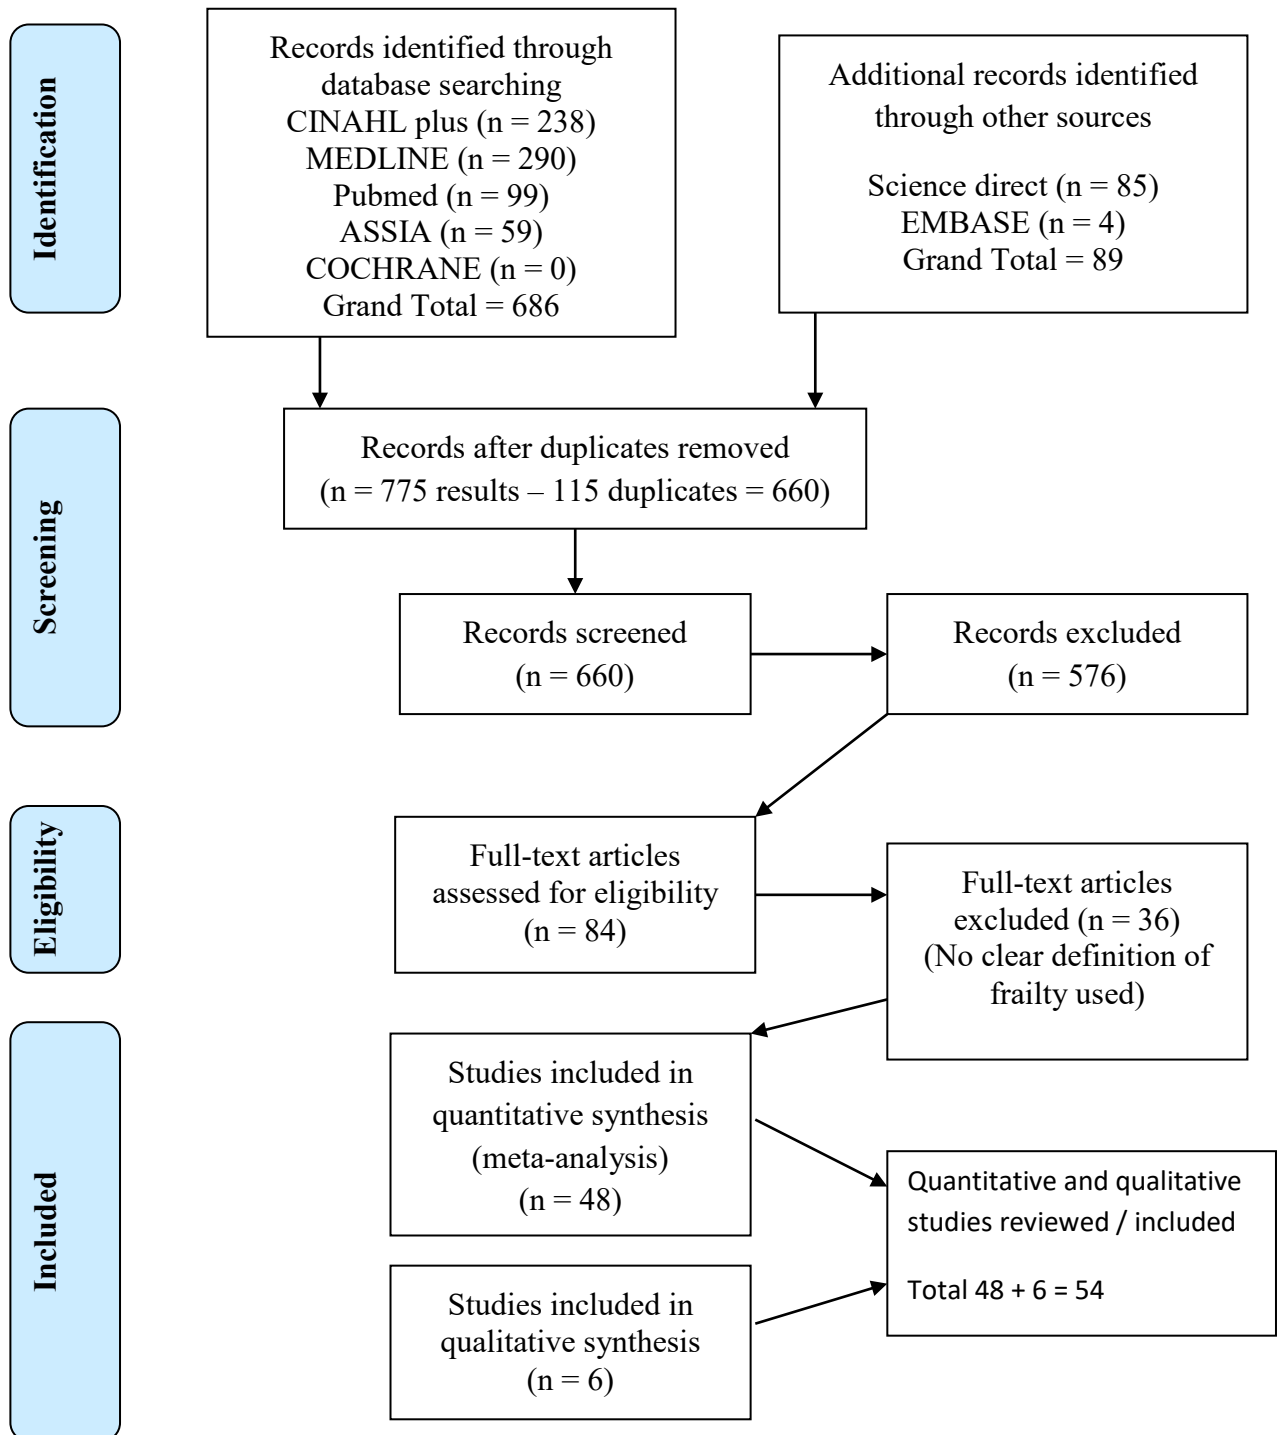 Identification
Records identified through
database searching
CINAHL plus (n = 238)
MEDLINE (n = 290)
Pubmed (n = 99)
ASSIA (n = 59)
COCHRANE (n = 0)
Grand Total = 686
Additional records identified
through other sources
Science direct (n = 85)
EMBASE (n = 4)
Grand Total = 89
Screening
Records after duplicates removed
(n = 775 results – 115 duplicates = 660)
Records screened
(n = 660)
Records excluded
(n = 576)
Eligibility
Full-text articles
assessed for eligibility
(n = 84)
Full-text articles
excluded (n = 36)
(No clear definition of
frailty used)
Included
Studies included in
quantitative synthesis
(meta-analysis)
(n = 48)
Studies included in
qualitative synthesis
(n = 6)
Quantitative and qualitative
studies reviewed / included
Total 48 + 6 = 54